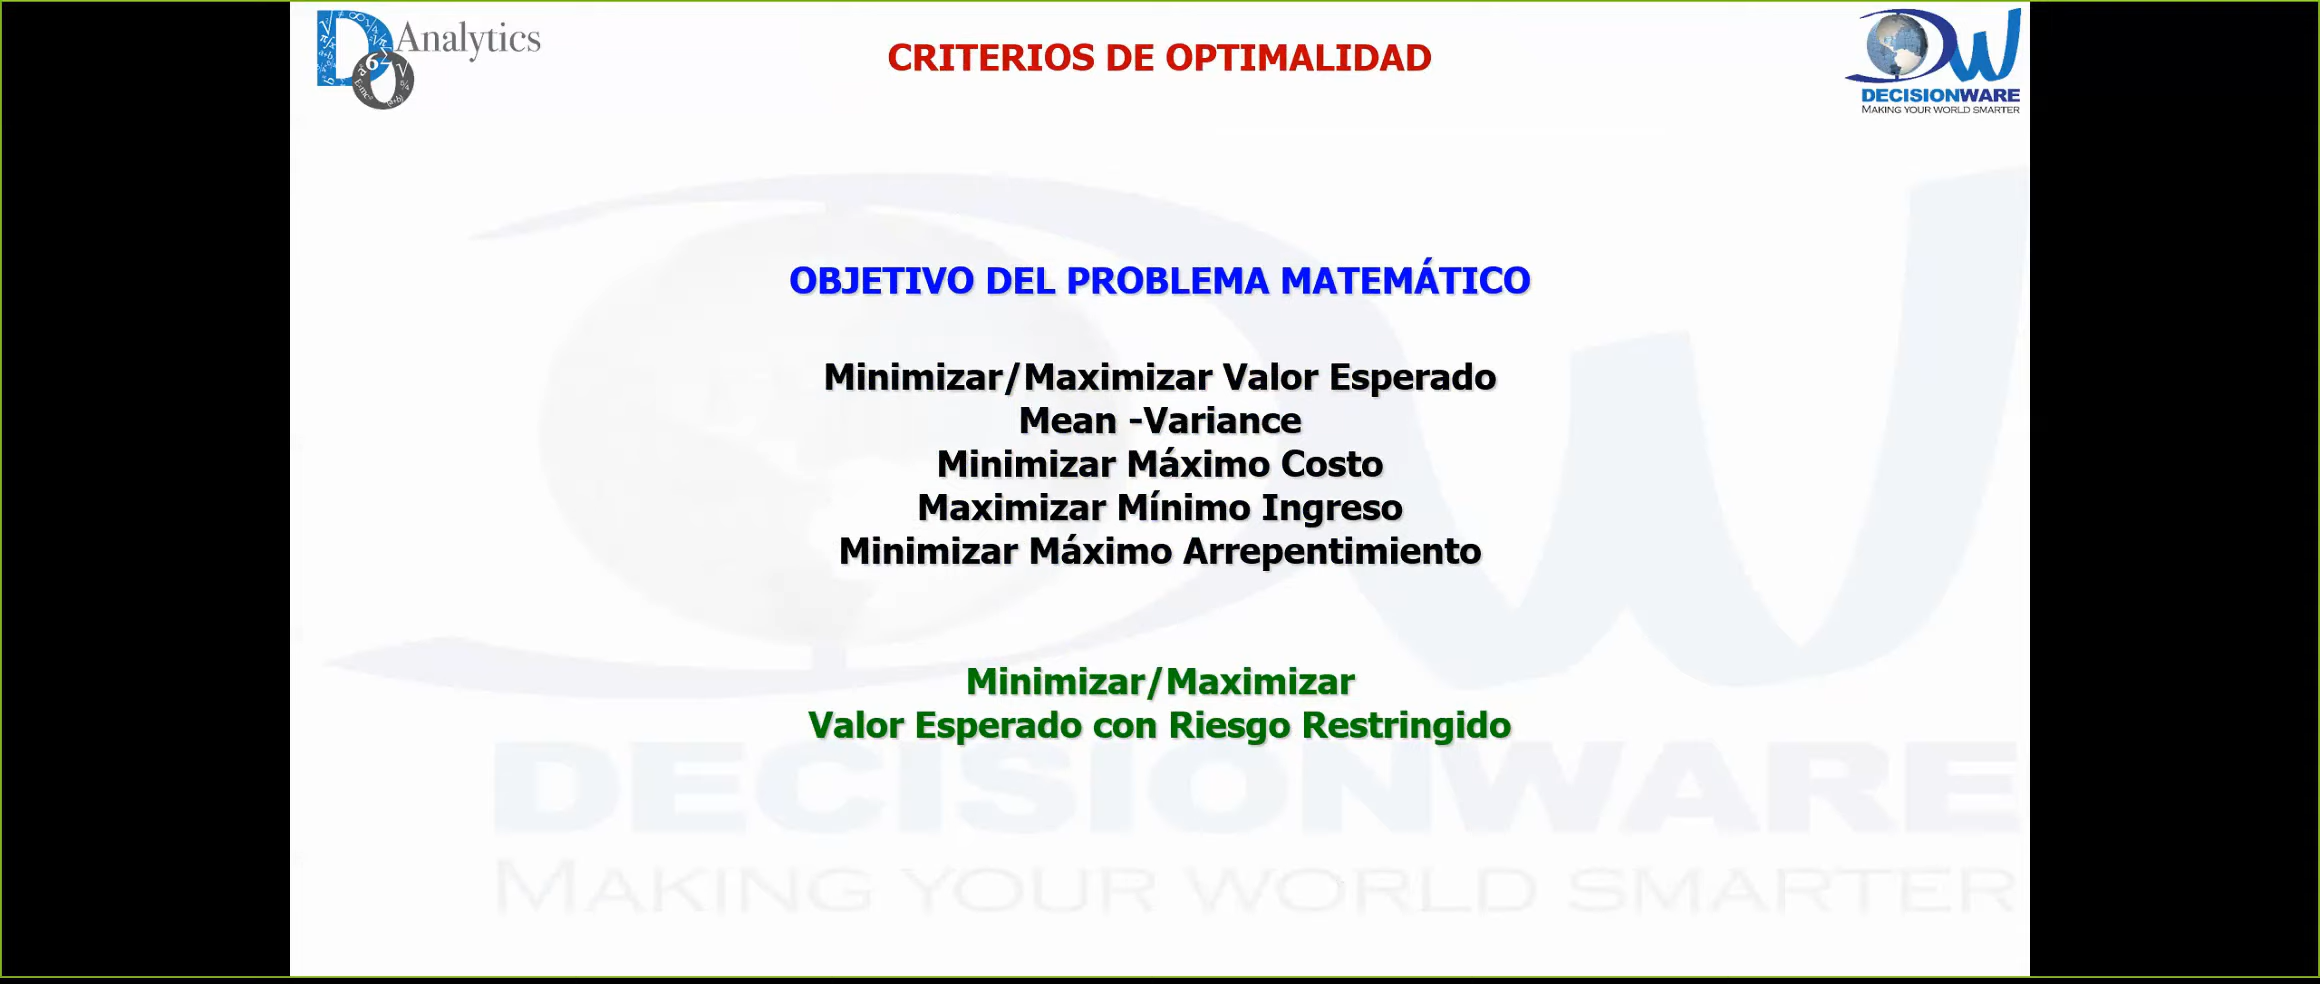 Analytics
CRITERIOS DE OPTIMALIDAD
DECISIONWARE
MAKING YOUR WORLD SMARTER
OBJETIVO DEL PROBLEMA MATEMÁTICO
Minimizar/Maximizar Valor Esperado
Mean -Variance
Minimizar Máximo Costo
Maximizar Mínimo Ingreso
Minimizar Máximo Arrepentimiento
Minimizar/Maximizar
Valor Esperado con Riesgo Restringido
DECISIONWARE
MAKING YOUR WORLD SMARTER